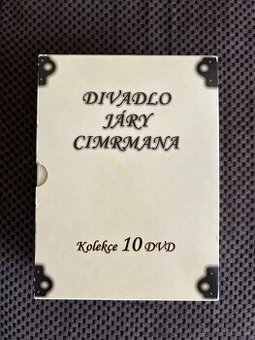 DIVADLO
JÁRY
CIMRMANA
Kolekce 10 DVD